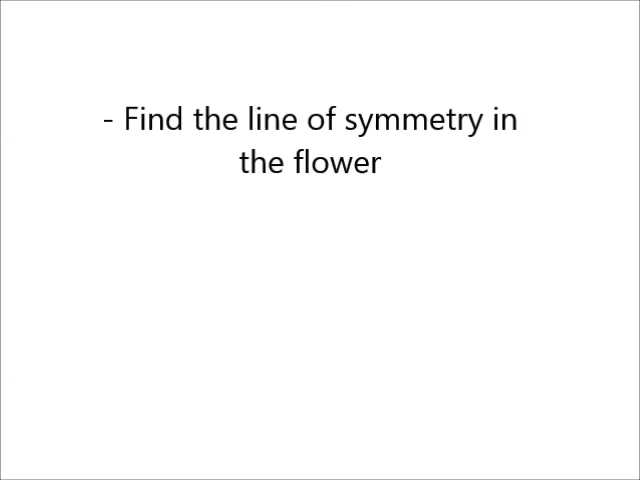 - Find the line of symmetry in
the flower